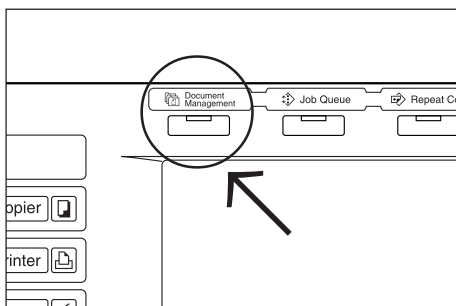 Document
Management
Job Queue
Repeat Co
opier
rinter